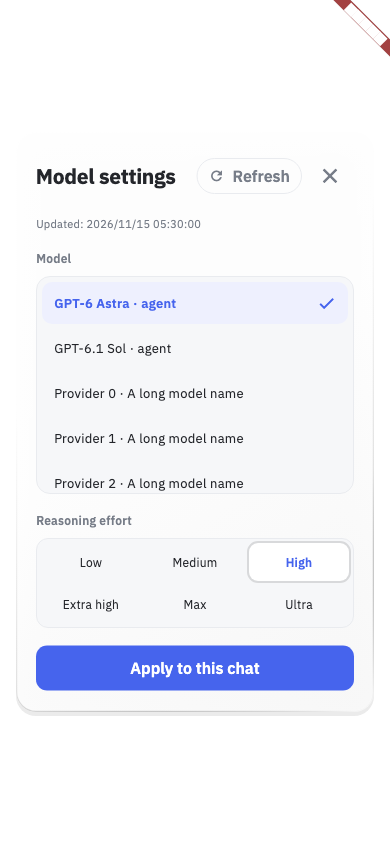 Model settings
Refresh
Updated: 2026/11/15 05:30:00
Model
GPT-6 Astra · agent
GPT-6.1 Sol · agent
Provider 0 · A long model name
Provider 1 · A long model name
Provider 2 · A long model name
Reasoning effort
Low Medium High
Extra high Max Ultra
Apply to this chat